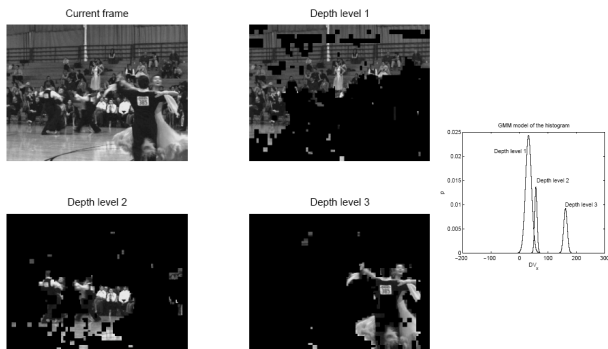 Current frame
Depth level 1
Depth level 2
Depth level 3
GMM model of the histogram
0.025
0.02
0.015
0.01
0.005
0
p
Depth level 1
Depth level 2
Depth level 3
−200
−100
0
100
200
300